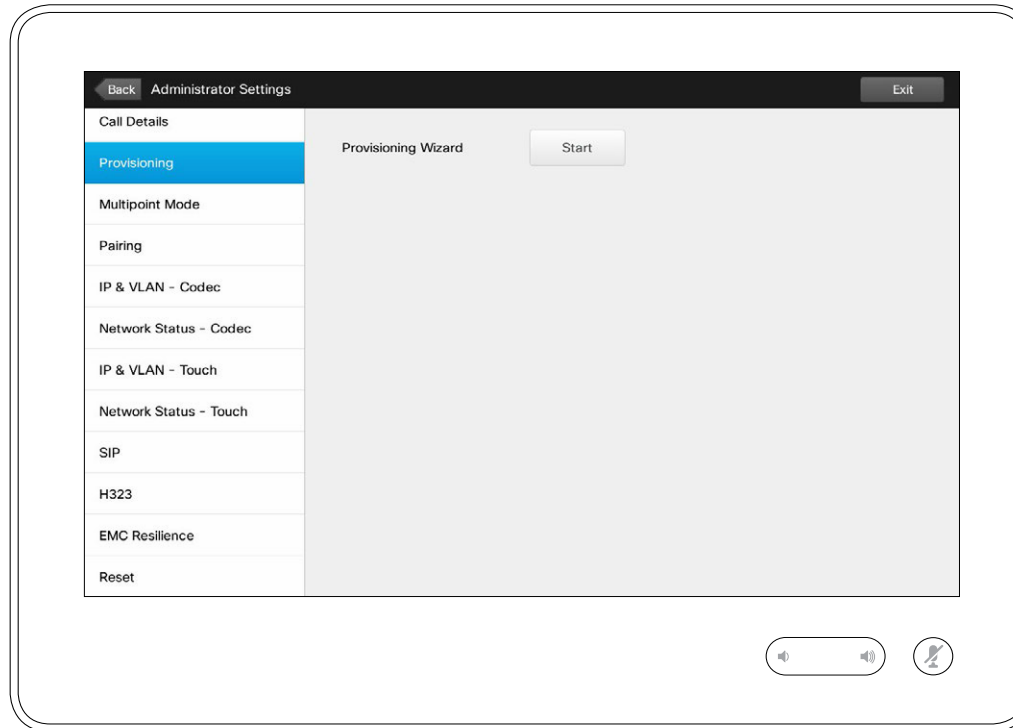 Back Administrator Settings Exit
Call Details
Provisioning
Provisioning Wizard Start
Multipoint Mode
Pairing
IP & VLAN - Codec
Network Status - Codec
IP & VLAN - Touch
Network Status - Touch
SIP
H323
EMC Resilience
Reset